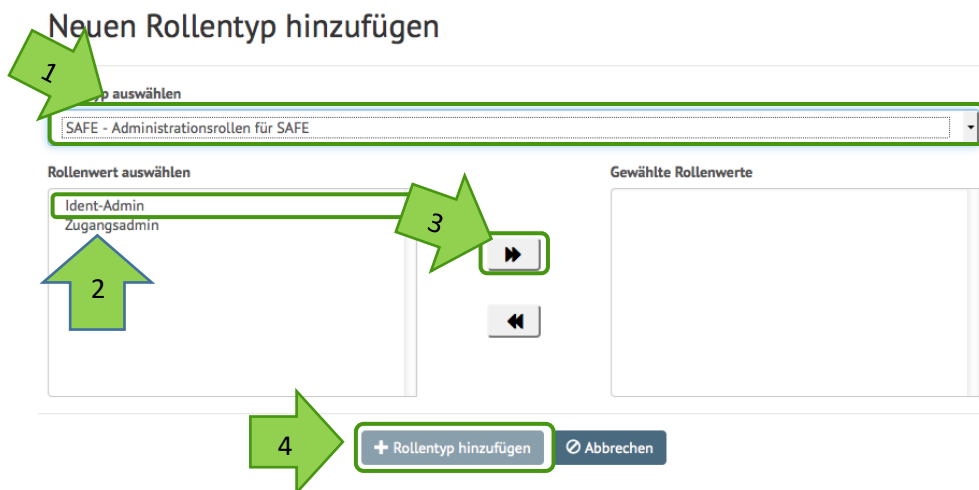 Neuen Rollentyp hinzufügen
1
auswählen
SAFE - Administrationsrollen für SAFE
Rollenwert auswählen
Gewählte Rollenwerte
Ident-Admin
Zugangsadmin
3
2
4
Rollentyp hinzufügen
Abbrechen